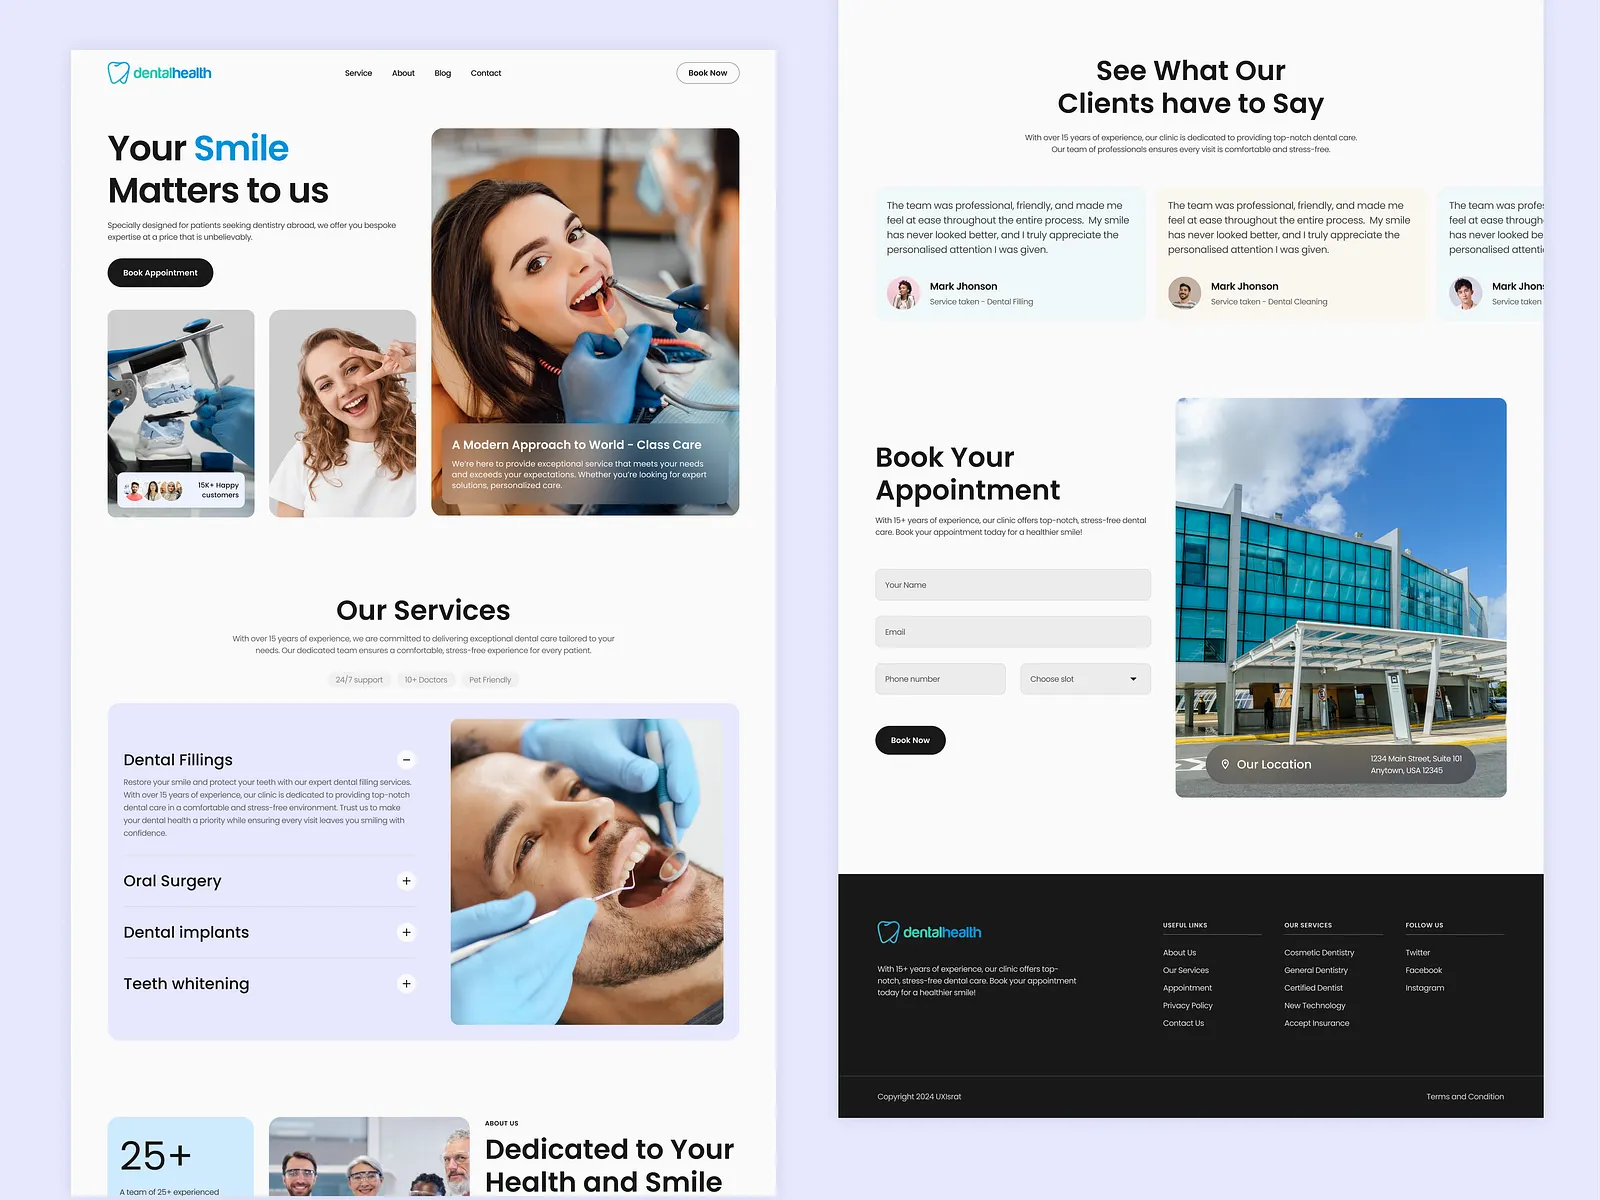 dentalhealth
Service
About
Blog
Contact
Book Now
Your Smile
Matters to us
Specially designed for patients seeking dentistry abroad, we offer you bespoke
expertise at a price that is unbelievably.
Book Appointment
15K+ Happy
customers
A Modern Approach to World - Class Care
We're here to provide exceptional service that meets your needs
and exceeds your expectations. Whether you're looking for expert
solutions, personalized care.
Our Services
With over 15 years of experience, we are committed to delivering exceptional dental care tailored to your
needs. Our dedicated team ensures a comfortable, stress-free experience for every patient.
24/7 support
10+ Doctors
Pet Friendly
Dental Fillings
Restore your smile and protect your teeth with our expert dental filling services.
With over 15 years of experience, our clinic is dedicated to providing top-notch
dental care in a comfortable and stress-free environment. Trust us to make
your dental health a priority while ensuring every visit leaves you smiling with
confidence.
Oral Surgery
Dental implants
Teeth whitening
25+
A team of 25+ experienced
ABOUT US
Dedicated to Your
Health and Smile
See What Our
Clients have to Say
With over 15 years of experience, our clinic is dedicated to providing top-notch dental care.
Our team of professionals ensures every visit is comfortable and stress-free.
The team was professional, friendly, and made me
feel at ease throughout the entire process. My smile
has never looked better, and I truly appreciate the
personalised attention I was given.
Mark Jhonson
Service taken - Dental Filling
The team was professional, friendly, and made me
feel at ease throughout the entire process. My smile
has never looked better, and I truly appreciate the
personalised attention I was given.
Mark Jhonson
Service taken - Dental Cleaning
The team was profe
feel at ease through
has never looked be
personalised attenti
Mark Jhons
Service taken
Book Your
Appointment
With 15+ years of experience, our clinic offers top-notch, stress-free dental
care. Book your appointment today for a healthier smile!
Your Name
Email
Phone number
Choose slot
Book Now
Our Location
1234 Main Street, Suite 101
Anytown, USA 12345
dentalhealth
With 15+ years of experience, our clinic offers top-
notch, stress-free dental care. Book your appointment
today for a healthier smile!
USEFUL LINKS
About Us
Our Services
Appointment
Privacy Policy
Contact Us
OUR SERVICES
Cosmetic Dentistry
General Dentistry
Certified Dentist
New Technology
Accept Insurance
FOLLOW US
Twitter
Facebook
Instagram
Copyright 2024 UXIsrat
Terms and Condition